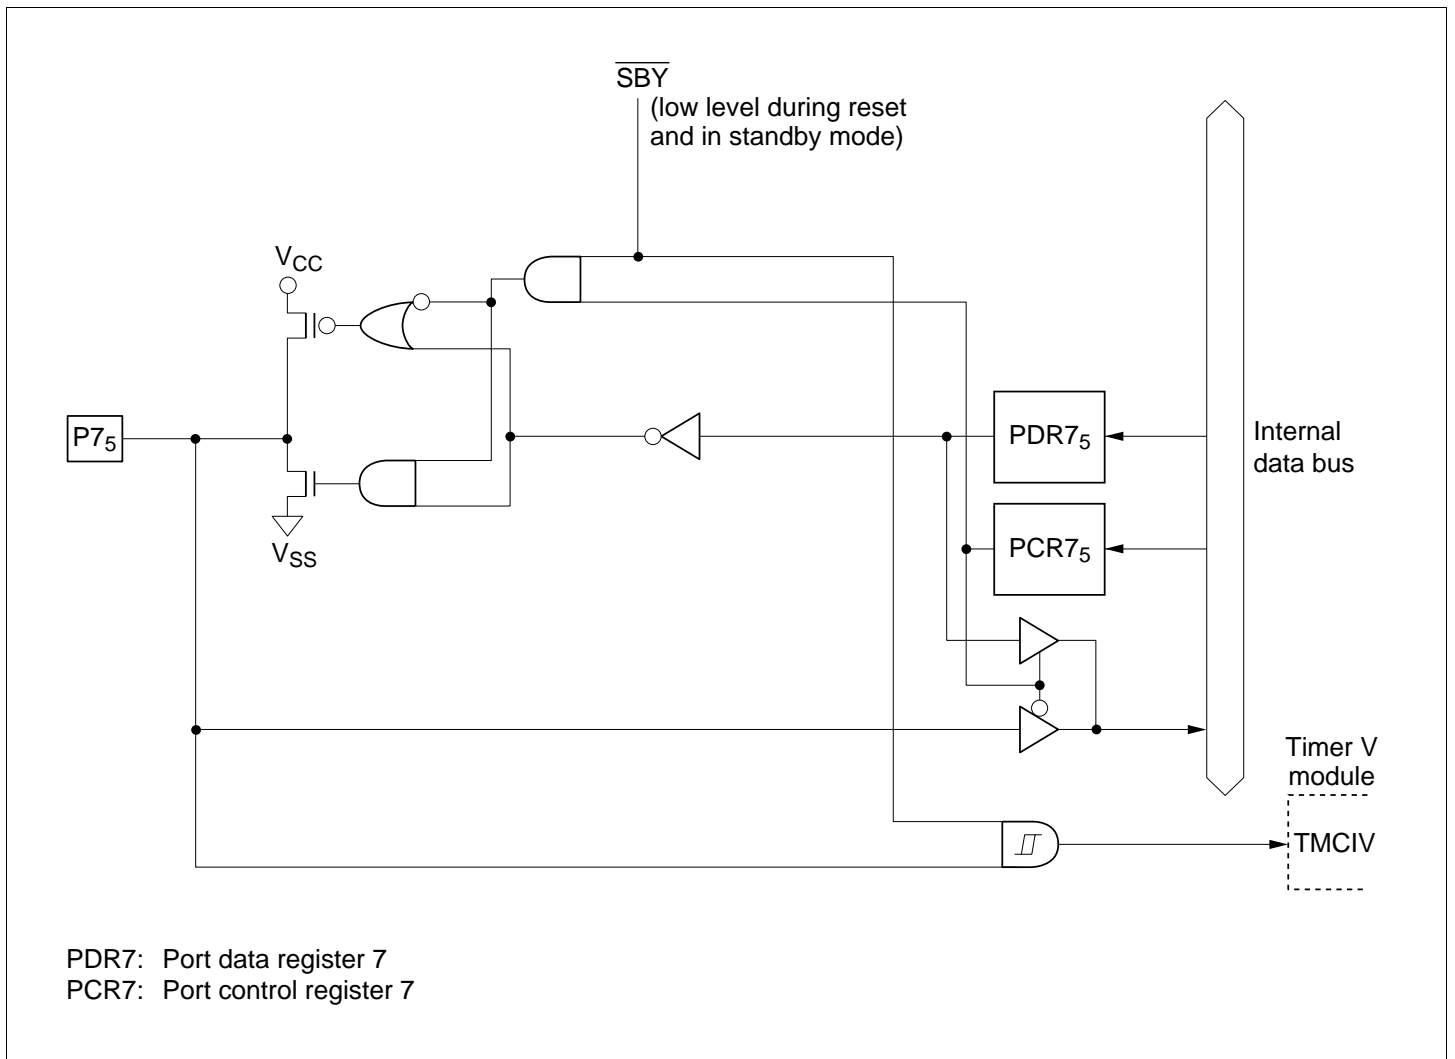 SBY
(low level during reset
and in standby mode)
VCC
P75
PDR75
Internal
data bus
PCR75
VSS
Timer V
module
TMCIV
PDR7: Port data register 7
PCR7: Port control register 7